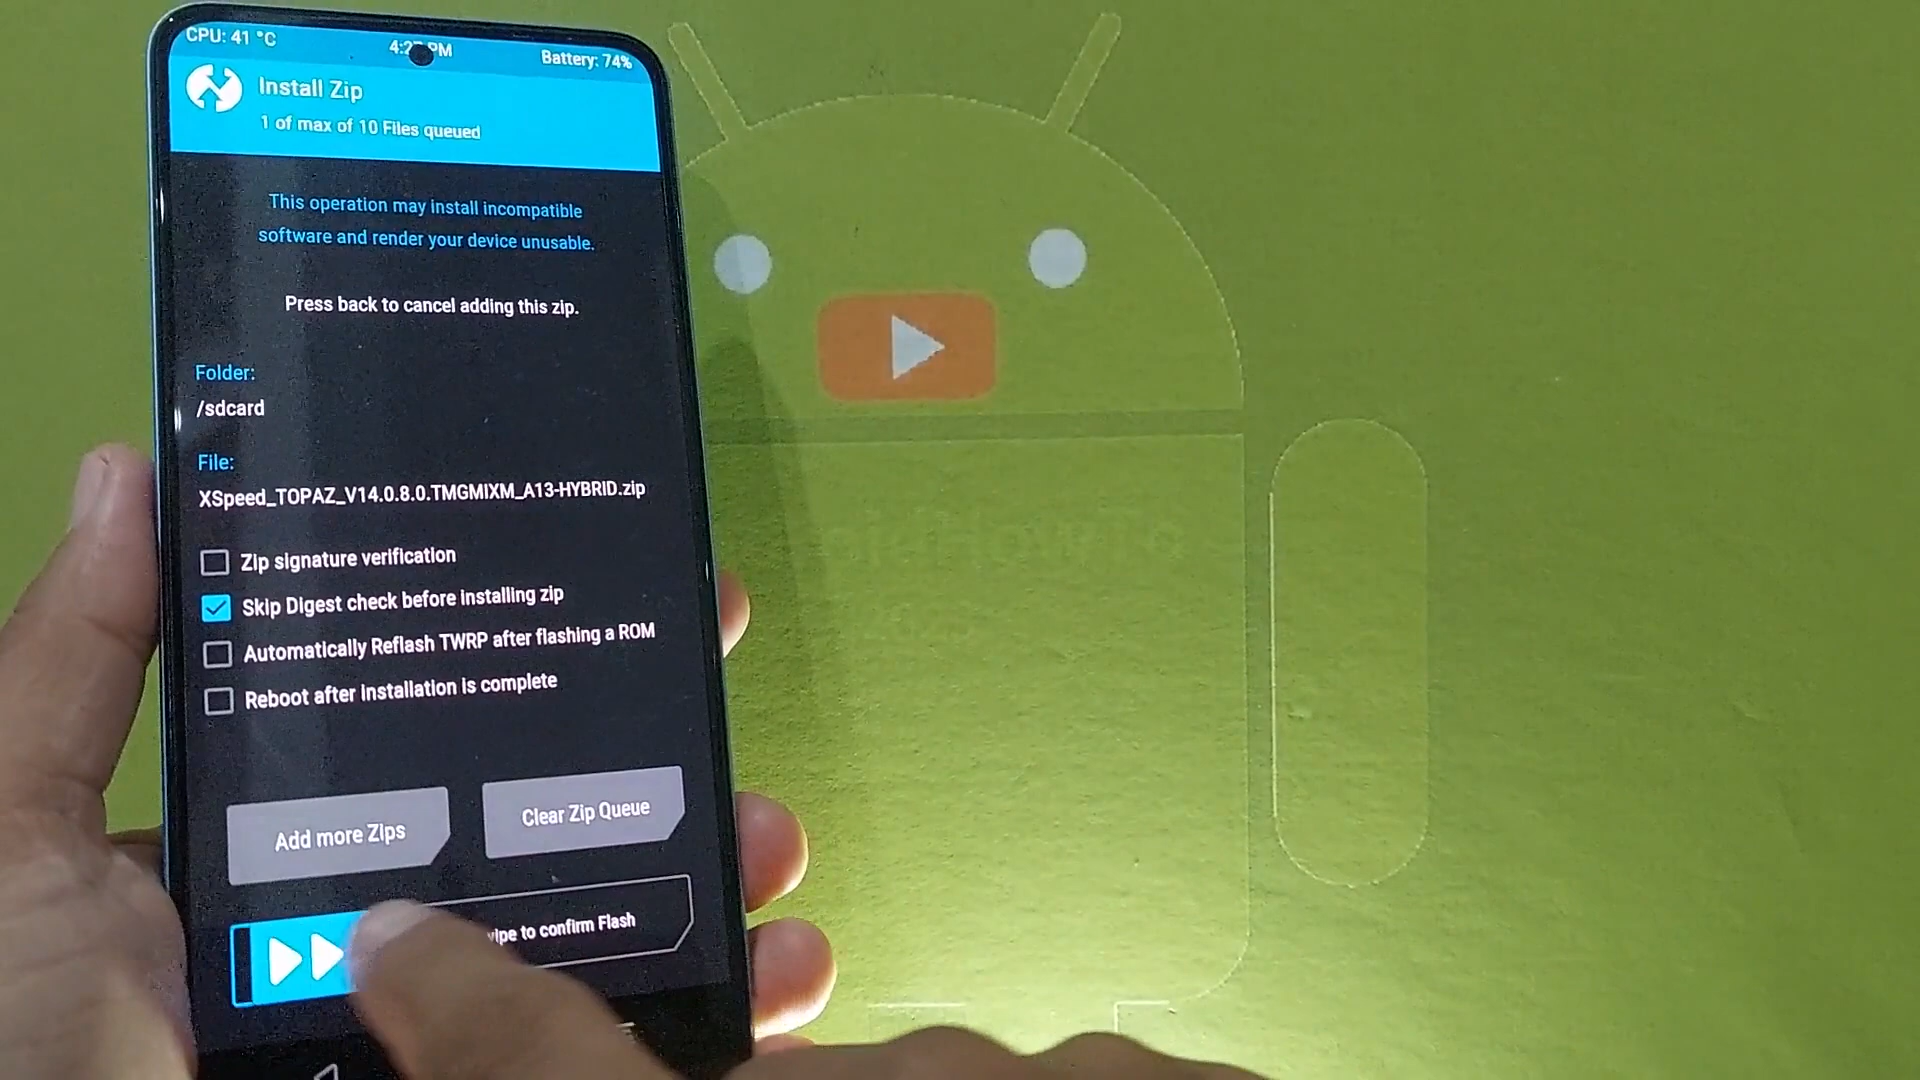 CPU: 41 °C
PM
Battery: 74%
Install Zip
1 of max of 10 Files queued
This operation may install incompatible
software and render your device unusable.
Press back to cancel adding this zip.
Folder:
/sdcard
File:
XSpeed_TOPAZ_V14.0.8.0.TMGMIXM_A13-HYBRID.zip
Zip signature verification
Skip Digest check before installing zip
Automatically Reflash TWRP after flashing a ROM
Reboot after installation is complete
Add more Zips
Clear Zip Queue
to confirm Flash